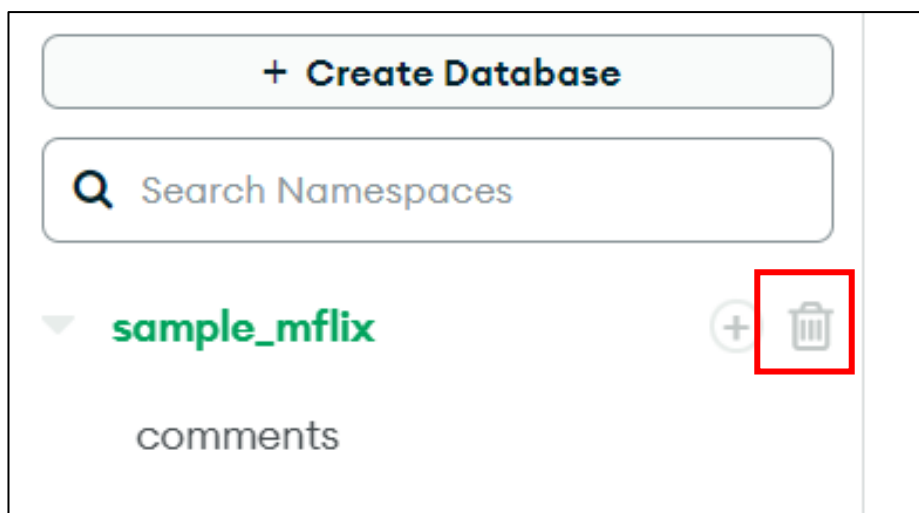 + Create Database
Search Namespaces
sample_mflix
comments